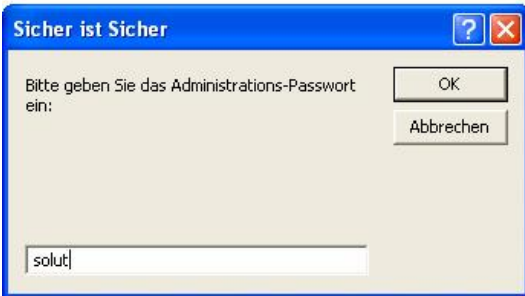 Sicher ist Sicher
?
Bitte geben Sie das Administrations-Passwort
ein:
OK
Abbrechen
solut